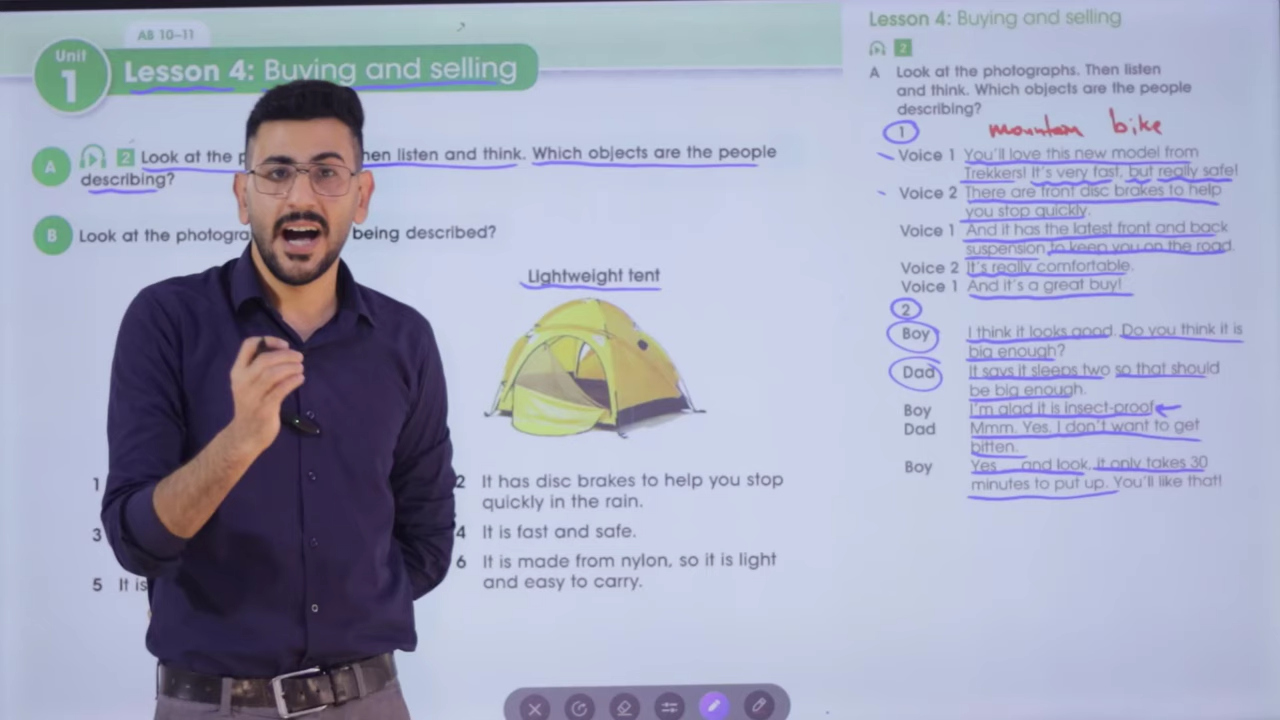 AB 10–11
Unit
1
Lesson 4: Buying and selling
A
2
Look at the
hen listen and think. Which objects are the people
describing?
B
Look at the
being described?
Lightweight tent
1
2 It has disc brakes to help you stop
quickly in the rain.
3
4 It is fast and safe.
5 It is
6 It is made from nylon, so it is light
and easy to carry.
Lesson 4: Buying and selling
2
A Look at the photographs. Then listen
and think. Which objects are the people
describing?
1 mountain bike
Voice 1 You'll love this new model from
Trekkers! It's very fast, but really safe!
Voice 2 There are front disc brakes to help
you stop quickly.
Voice 1 And it has the latest front and back
suspension to keep you on the road.
Voice 2 It's really comfortable.
Voice 1 And it's a great buy!
2
Boy I think it looks good. Do you think it is
big enough?
Dad It says it sleeps two so that should
be big enough.
Boy I'm glad it is insect-proof
Dad Mmm. Yes. I don't want to get
bitten.
Boy Yes ... and look, it only takes 30
minutes to put up. You'll like that!